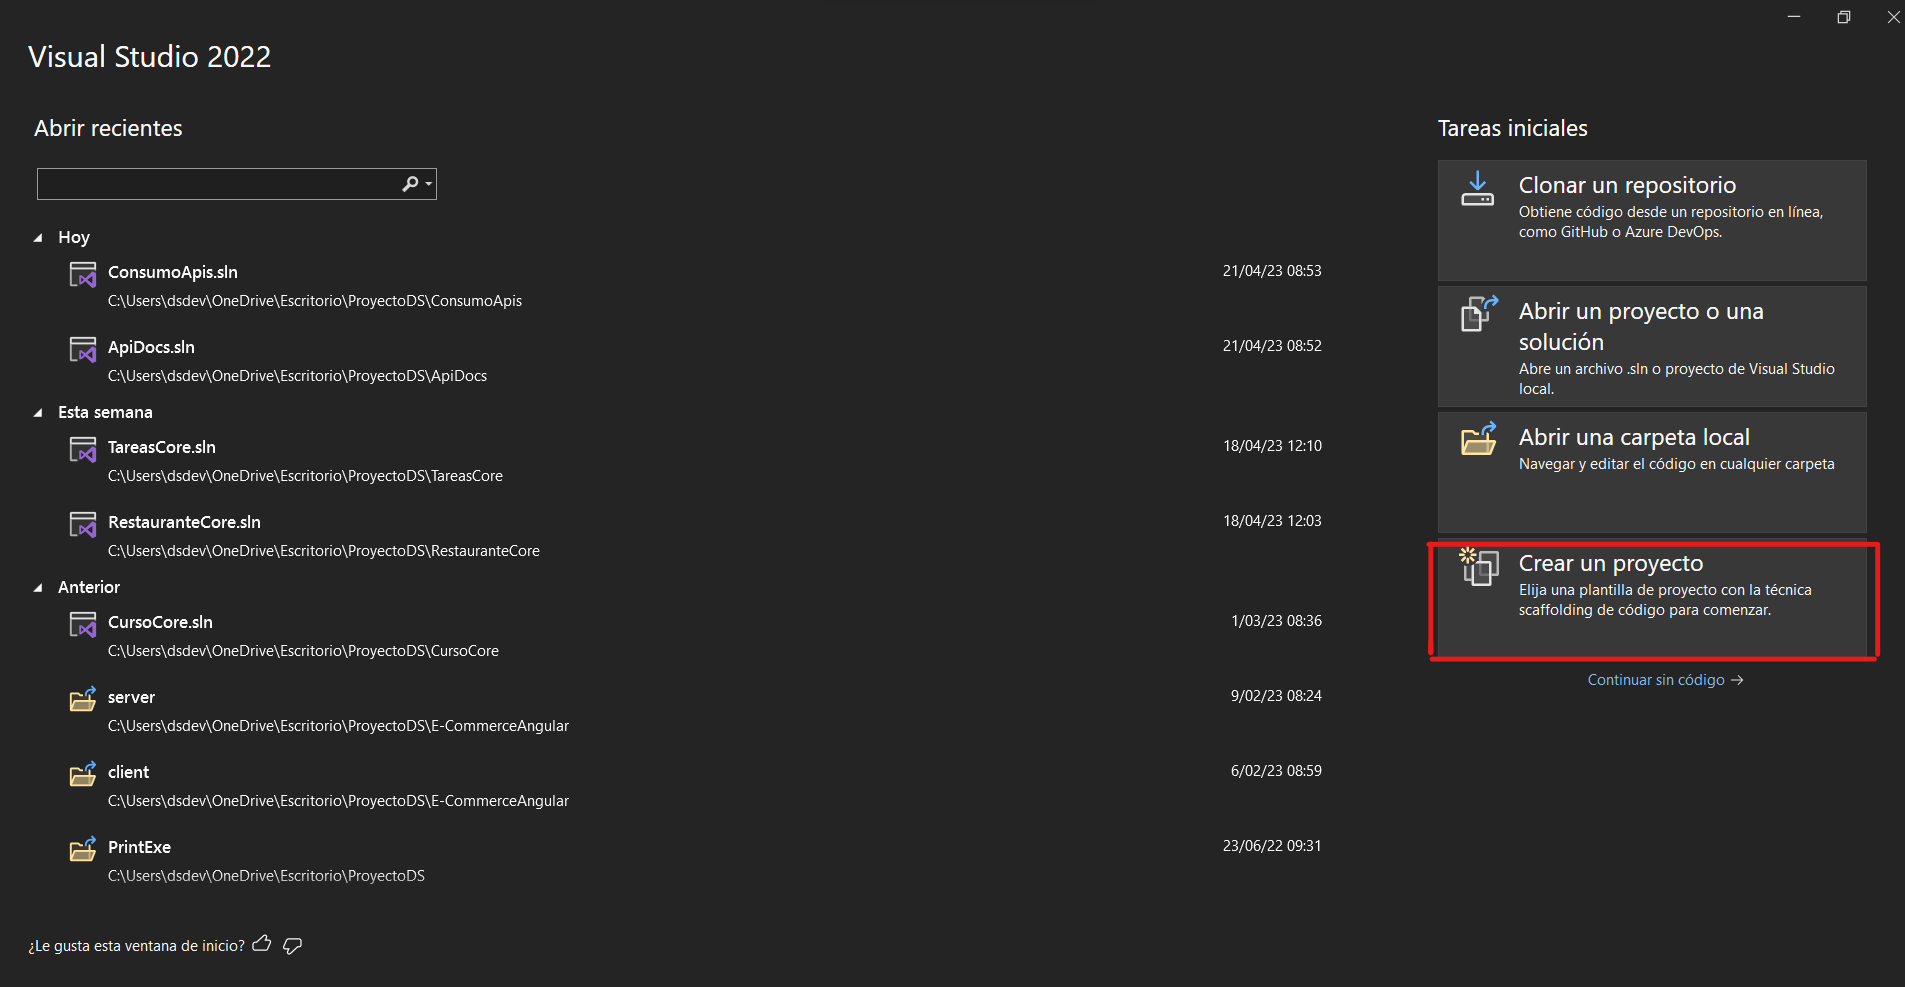 Visual Studio 2022
Abrir recientes
Hoy
ConsumoApis.sln
21/04/23 08:53
C:\Users\dsdev\OneDrive\Escritorio\ProyectoDS\ConsumoApis
ApiDocs.sln
21/04/23 08:52
C:\Users\dsdev\OneDrive\Escritorio\ProyectoDS\ApiDocs
Esta semana
TareasCore.sln
18/04/23 12:10
C:\Users\dsdev\OneDrive\Escritorio\ProyectoDS\TareasCore
RestauranteCore.sln
18/04/23 12:03
C:\Users\dsdev\OneDrive\Escritorio\ProyectoDS\RestauranteCore
Anterior
CursoCore.sln
1/03/23 08:36
C:\Users\dsdev\OneDrive\Escritorio\ProyectoDS\CursoCore
server
9/02/23 08:24
C:\Users\dsdev\OneDrive\Escritorio\ProyectoDS\E-CommerceAngular
client
6/02/23 08:59
C:\Users\dsdev\OneDrive\Escritorio\ProyectoDS\E-CommerceAngular
PrintExe
23/06/22 09:31
C:\Users\dsdev\OneDrive\Escritorio\ProyectoDS
¿Le gusta esta ventana de inicio?
Tareas iniciales
Clonar un repositorio
Obtiene código desde un repositorio en línea,
como GitHub o Azure DevOps.
Abrir un proyecto o una
solución
Abre un archivo .sln o proyecto de Visual Studio
local.
Abrir una carpeta local
Navegar y editar el código en cualquier carpeta
Crear un proyecto
Elija una plantilla de proyecto con la técnica
scaffolding de código para comenzar.
Continuar sin código →